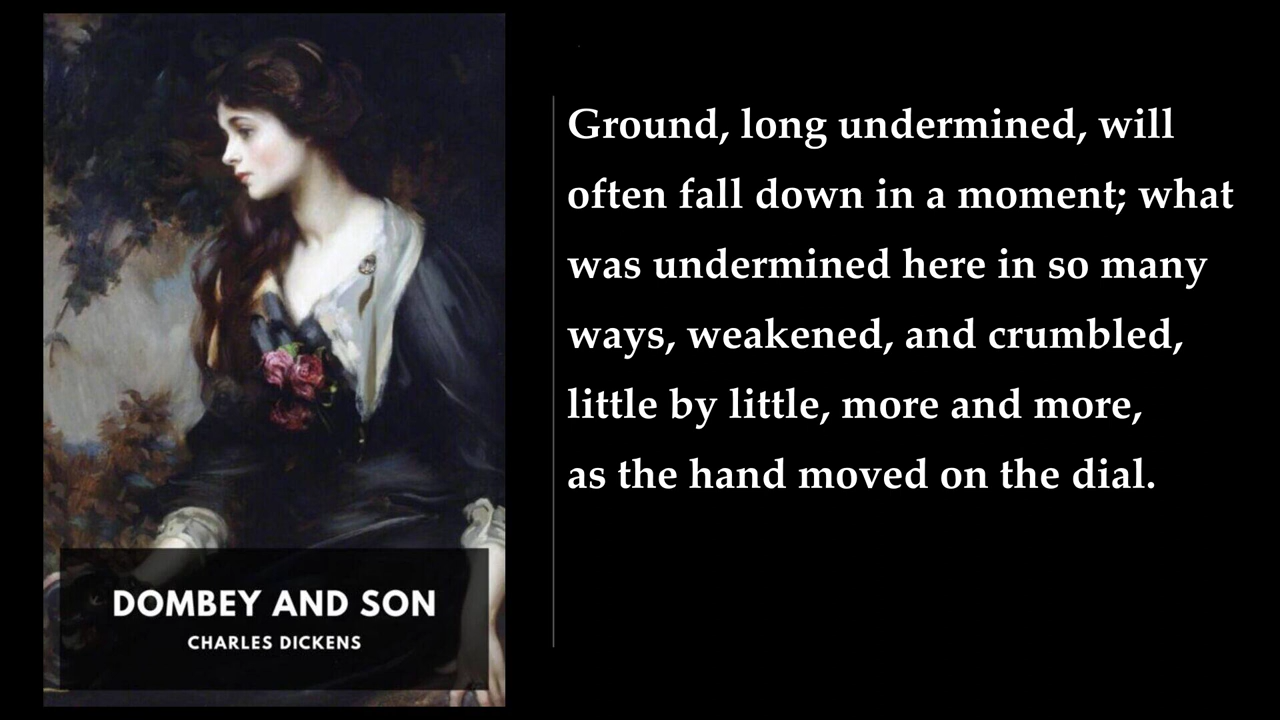 DOMBEY AND SON
CHARLES DICKENS
Ground, long undermined, will
often fall down in a moment; what
was undermined here in so many
ways, weakened, and crumbled,
little by little, more and more,
as the hand moved on the dial.